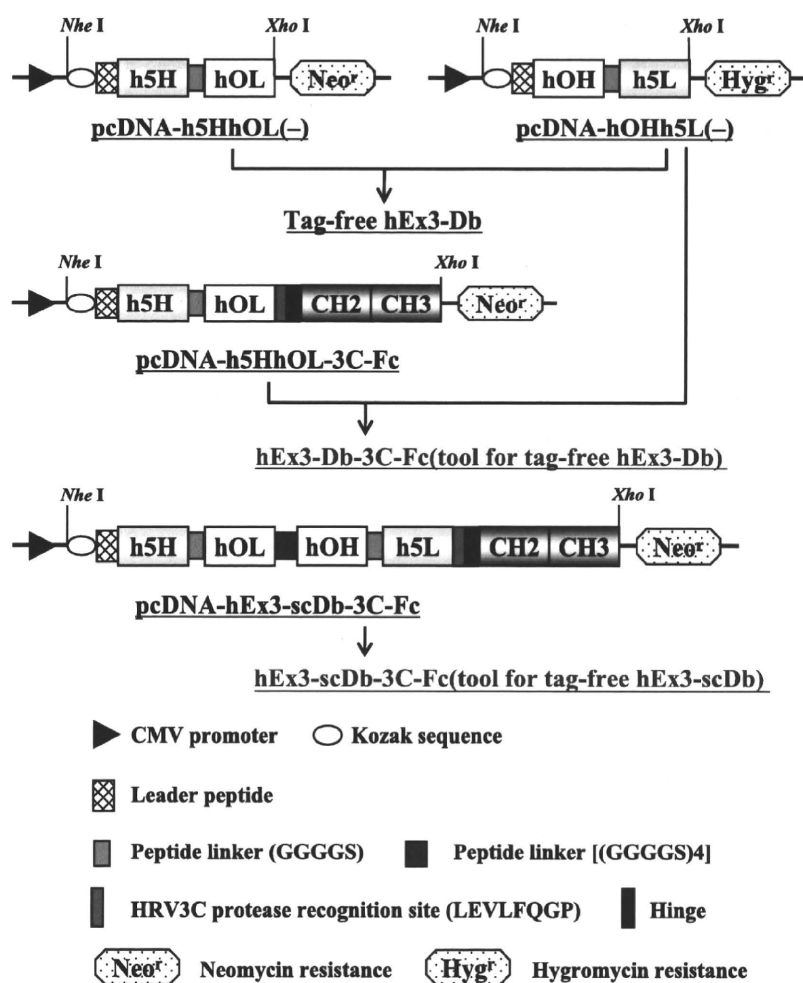 Nhe I Xho I Nhe I Xho I
h5H hOL Neoʳ hOH h5L Hygʳ
pcDNA-h5HhOL(–) pcDNA-hOHh5L(–)
Tag-free hEx3-Db
Nhe I Xho I
h5H hOL CH2 CH3 Neoʳ
pcDNA-h5HhOL-3C-Fc
hEx3-Db-3C-Fc(tool for tag-free hEx3-Db)
Nhe I Xho I
h5H hOL hOH h5L CH2 CH3 Neoʳ
pcDNA-hEx3-scDb-3C-Fc
hEx3-scDb-3C-Fc(tool for tag-free hEx3-scDb)
CMV promoter Kozak sequence
Leader peptide
Peptide linker (GGGGS) Peptide linker [(GGGGS)4]
HRV3C protease recognition site (LEVLFQGP) Hinge
Neoʳ Neomycin resistance Hygʳ Hygromycin resistance